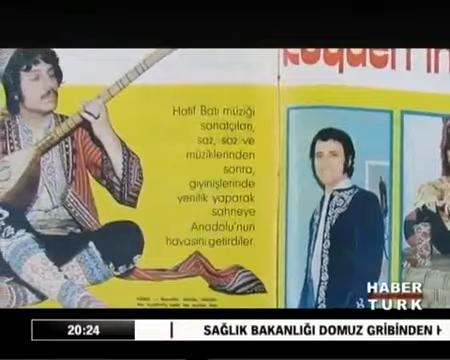 Hafif Batı müziği
sanatçıları,
saz, saz ve
müziklerinden
sonra,
giyinişlerinde
yenilik yaparak
sahneye
Anadolu'nun
havasını getirdiler.
HABER
TÜRK
20:24
SAĞLIK BAKANLIĞI DOMUZ GRİBİNDEN